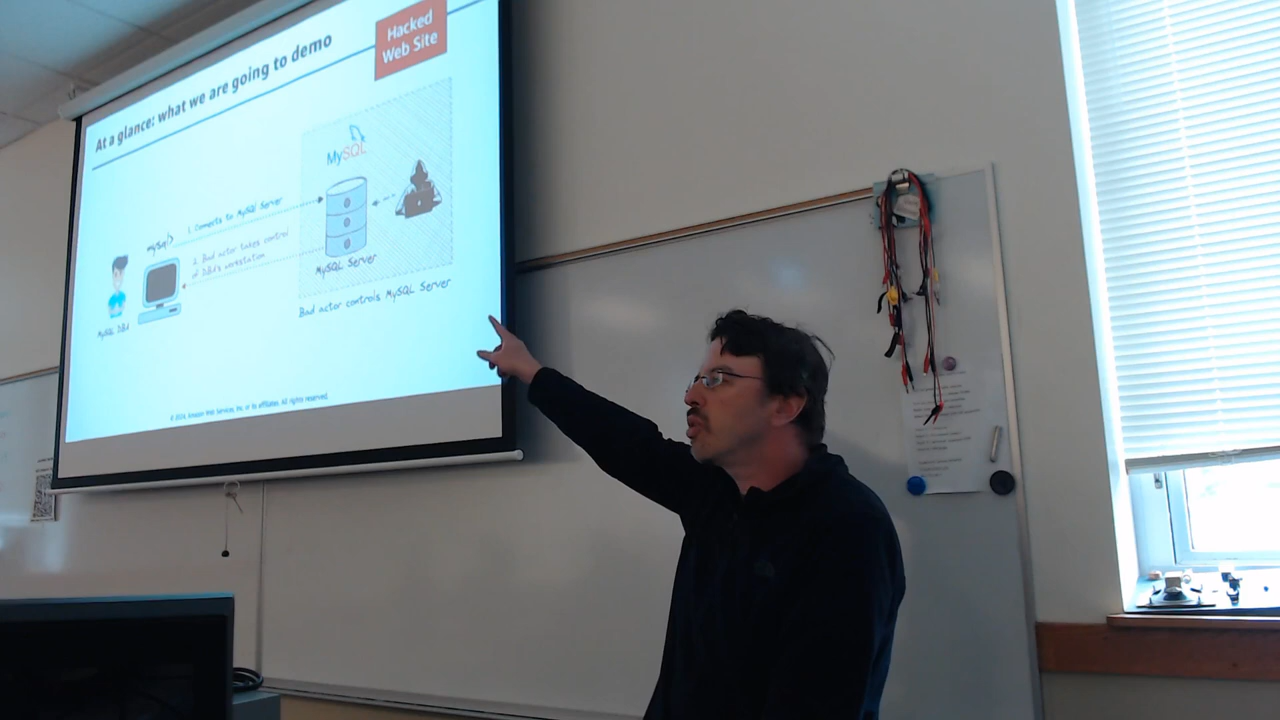 At a glance: what we are going to demo
Hacked
Web Site
MySQL
mysql>
1. Connects to MySQL Server
2. Bad actor takes control
of DBA's workstation
MySQL Server
MySQL DBA
Bad actor controls MySQL Server
© 2024, Amazon Web Services, Inc. or its affiliates. All rights reserved.